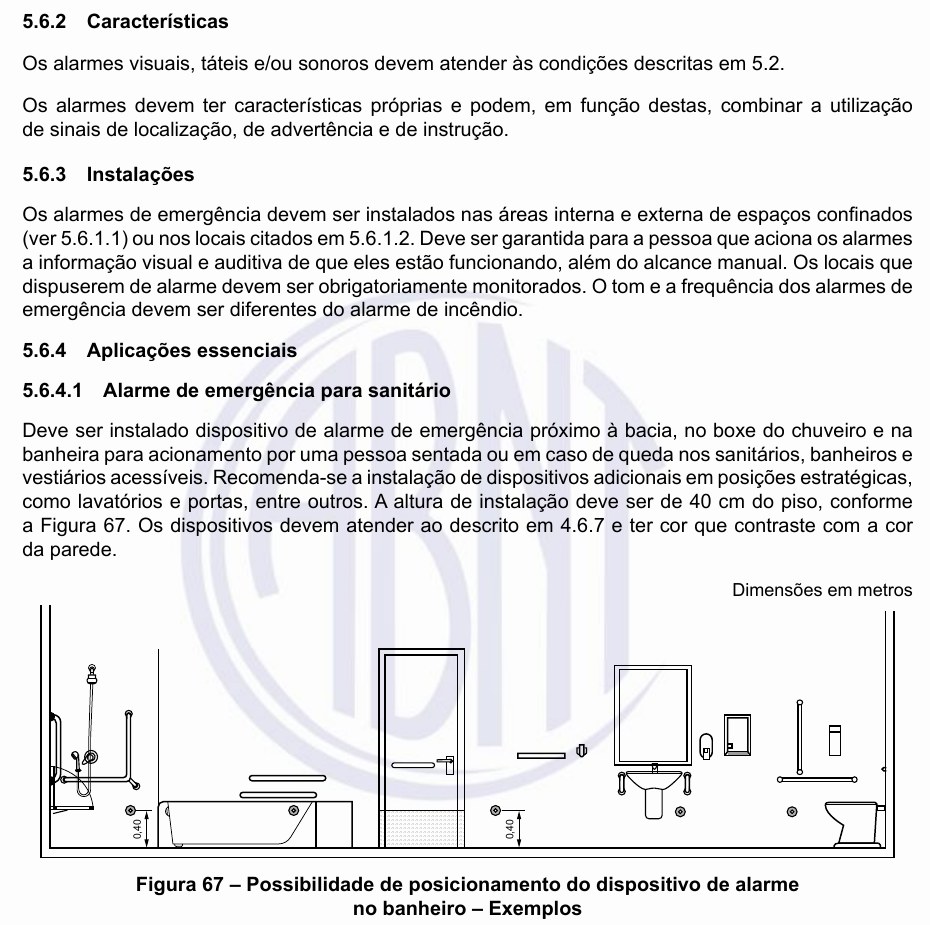 5.6.2 Características
Os alarmes visuais, táteis e/ou sonoros devem atender às condições descritas em 5.2.
Os alarmes devem ter características próprias e podem, em função destas, combinar a utilização
de sinais de localização, de advertência e de instrução.
5.6.3 Instalações
Os alarmes de emergência devem ser instalados nas áreas interna e externa de espaços confinados
(ver 5.6.1.1) ou nos locais citados em 5.6.1.2. Deve ser garantida para a pessoa que aciona os alarmes
a informação visual e auditiva de que eles estão funcionando, além do alcance manual. Os locais que
dispuserem de alarme devem ser obrigatoriamente monitorados. O tom e a frequência dos alarmes de
emergência devem ser diferentes do alarme de incêndio.
5.6.4 Aplicações essenciais
5.6.4.1 Alarme de emergência para sanitário
Deve ser instalado dispositivo de alarme de emergência próximo à bacia, no boxe do chuveiro e na
banheira para acionamento por uma pessoa sentada ou em caso de queda nos sanitários, banheiros e
vestiários acessíveis. Recomenda-se a instalação de dispositivos adicionais em posições estratégicas,
como lavatórios e portas, entre outros. A altura de instalação deve ser de 40 cm do piso, conforme
a Figura 67. Os dispositivos devem atender ao descrito em 4.6.7 e ter cor que contraste com a cor
da parede.
Dimensões em metros
0,40
0,40
Figura 67 – Possibilidade de posicionamento do dispositivo de alarme
no banheiro – Exemplos
ABNT